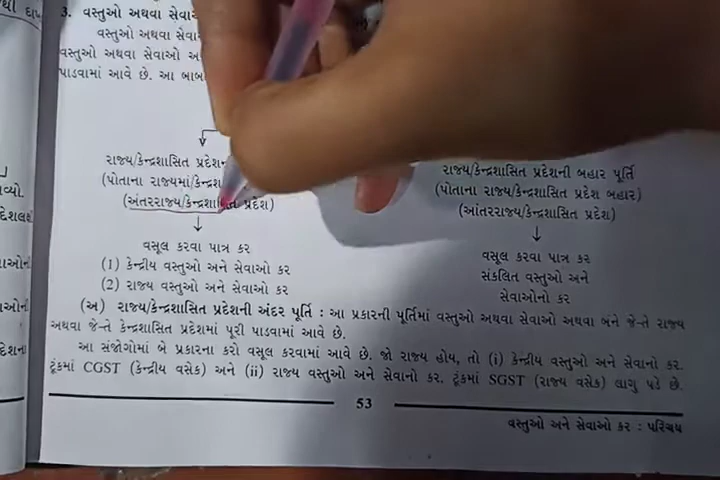 3. વસ્તુઓ અથવા
વસ્તુઓ અથવા
વસ્તુઓ અથવા સેવાઓ
પાડવામાં આવે છે. આ
રાજ્ય/કેન્દ્રશાસિત
રાજ્ય/કેન્દ્રશાસિત પ્રદેશની બહાર પૂર્તિ
(પોતાના રાજ્યમાં/કેન્દ્રશા
(પોતાના રાજ્ય/કેન્દ્રશાસિત પ્રદેશ બહાર)
(અંતરરાજ્ય/કેન્દ્રશાસિત પ્રદેશ)
(આંતરરાજ્ય/કેન્દ્રશાસિત પ્રદેશ)
વસૂલ કરવા પાત્ર કર
વસૂલ કરવા પાત્ર કર
(1) કેન્દ્રીય વસ્તુઓ અને સેવાઓ કર
સંકલિત વસ્તુઓ અને
(2) રાજ્ય વસ્તુઓ અને સેવાઓ કર
સેવાઓનો કર
(અ) રાજ્ય/કેન્દ્રશાસિત પ્રદેશની અંદર પૂર્તિ : આ પ્રકારની પૂર્તિમાં વસ્તુઓ અથવા સેવાઓ અથવા બંને જે-તે રાજ્ય
અથવા જે-તે કેન્દ્રશાસિત પ્રદેશમાં પૂરી પાડવામાં આવે છે.
આ સંજોગોમાં બે પ્રકારના કરો વસૂલ કરવામાં આવે છે. જો રાજ્ય હોય, તો (i) કેન્દ્રીય વસ્તુઓ અને સેવાનો કર.
ટૂંકમાં CGST (કેન્દ્રીય વસેક) અને (ii) રાજ્ય વસ્તુઓ અને સેવાનો કર. ટૂંકમાં SGST (રાજ્ય વસેક) લાગુ પડે છે.
53
વસ્તુઓ અને સેવાઓ કર : પરિચય